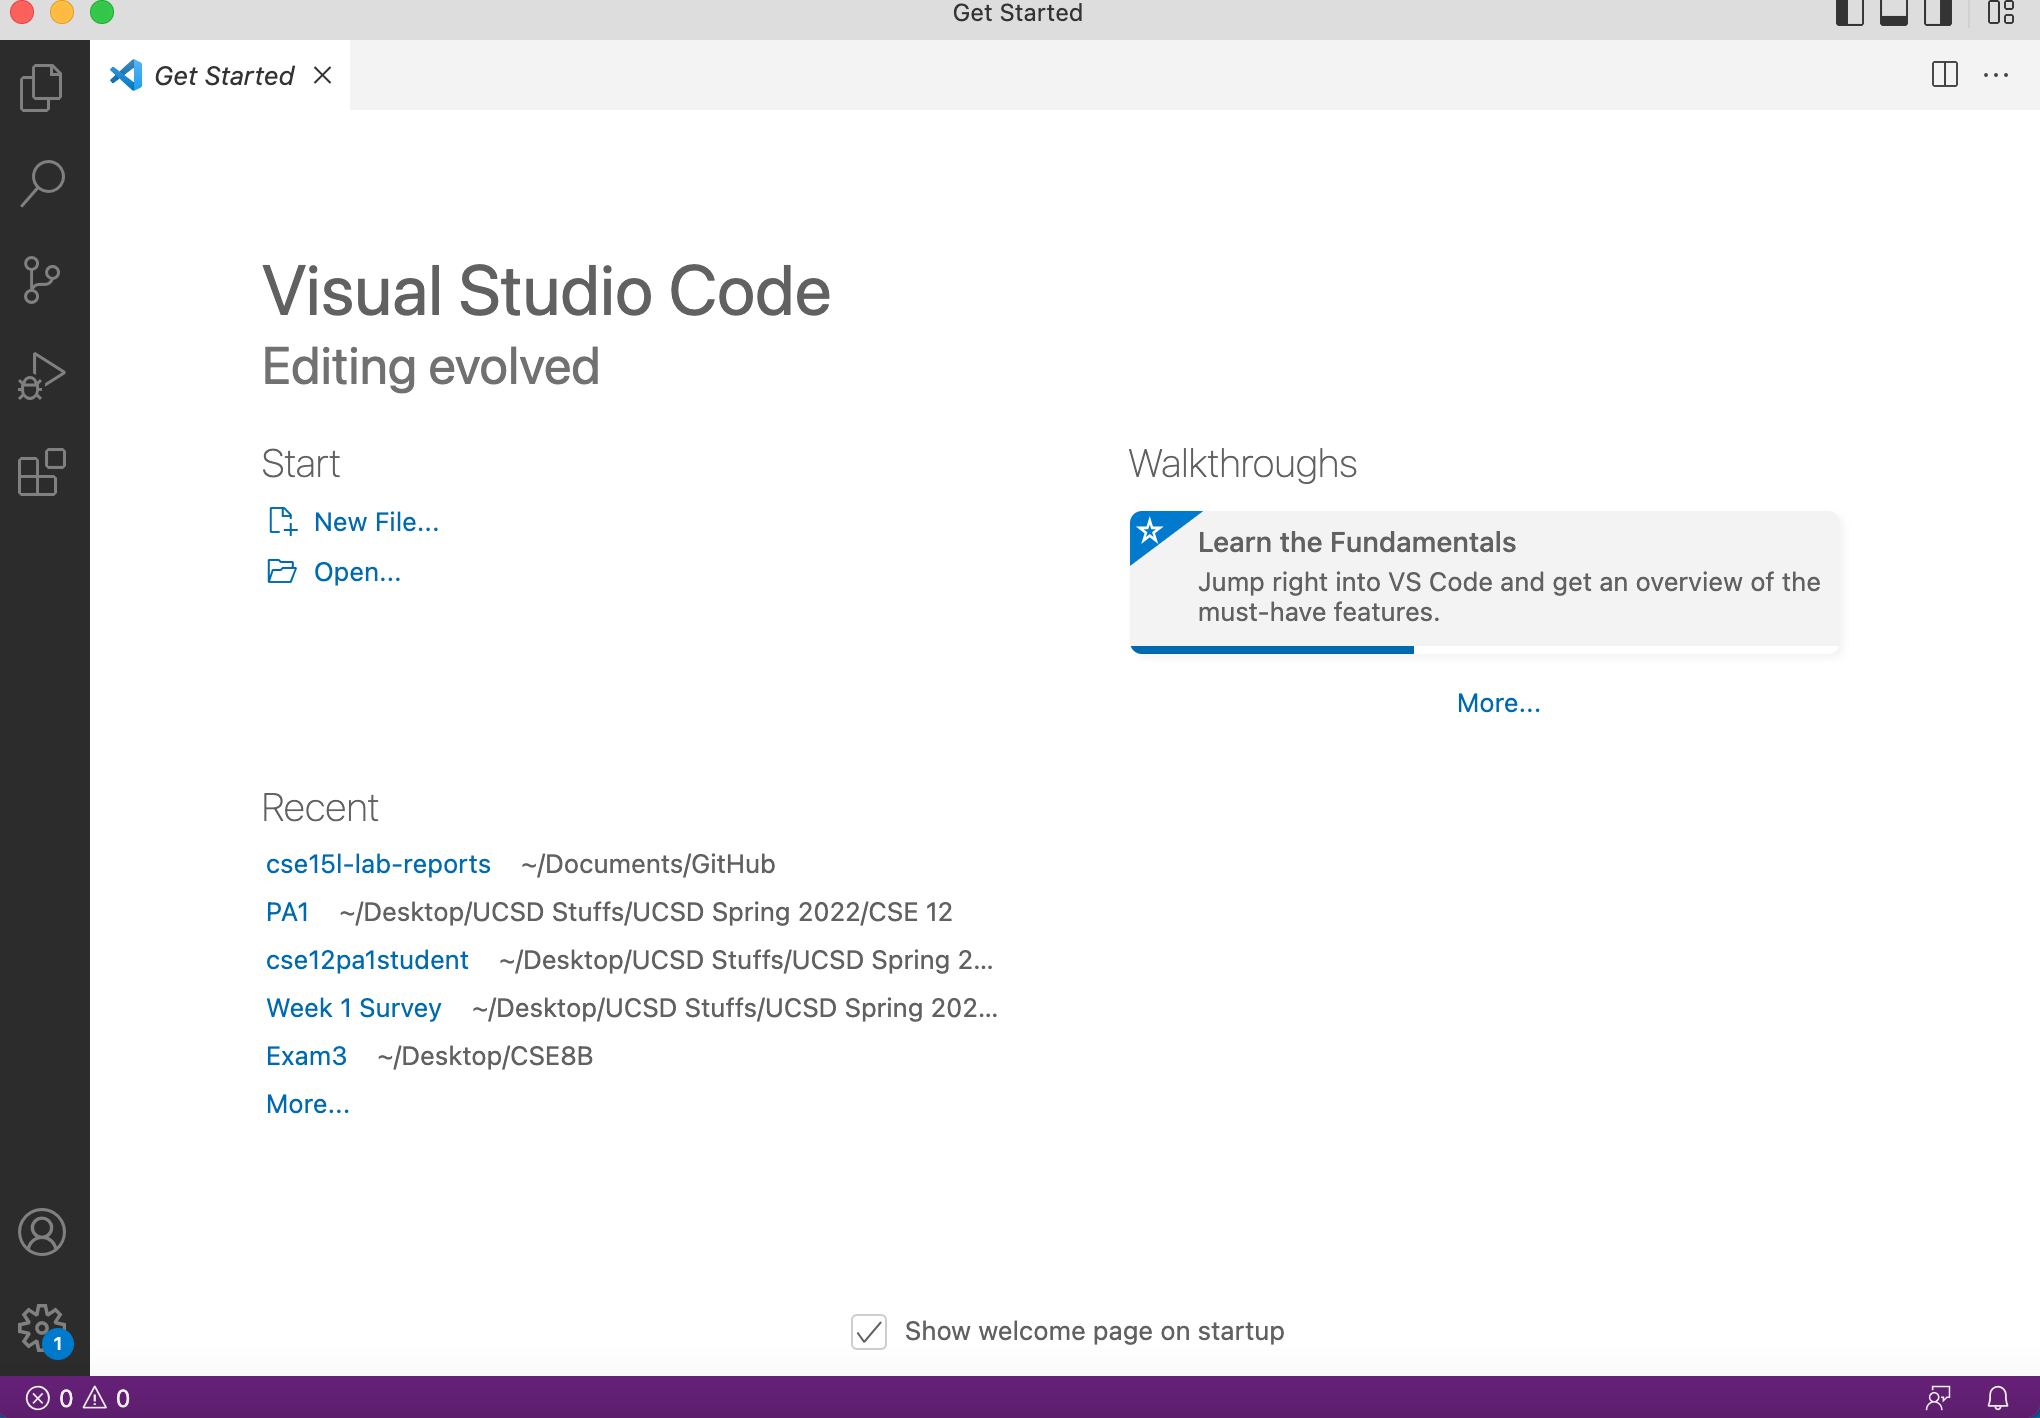 Get Started
Get Started
Visual Studio Code
Editing evolved
Start
New File...
Open...
Walkthroughs
Learn the Fundamentals
Jump right into VS Code and get an overview of the
must-have features.
More...
Recent
cse15l-lab-reports ~/Documents/GitHub
PA1 ~/Desktop/UCSD Stuffs/UCSD Spring 2022/CSE 12
cse12pa1student ~/Desktop/UCSD Stuffs/UCSD Spring 2...
Week 1 Survey ~/Desktop/UCSD Stuffs/UCSD Spring 202...
Exam3 ~/Desktop/CSE8B
More...
Show welcome page on startup
1
0 0